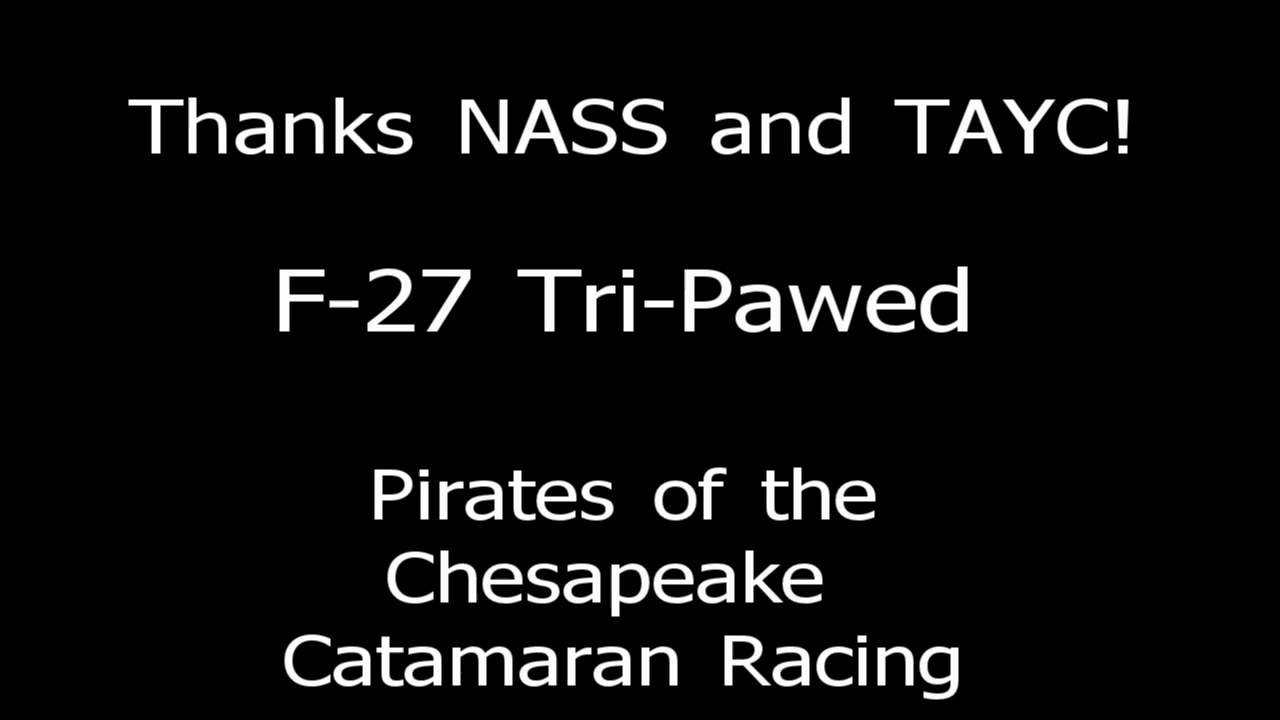 Thanks NASS and TAYC!
F-27 Tri-Pawed
Pirates of the
Chesapeake
Catamaran Racing